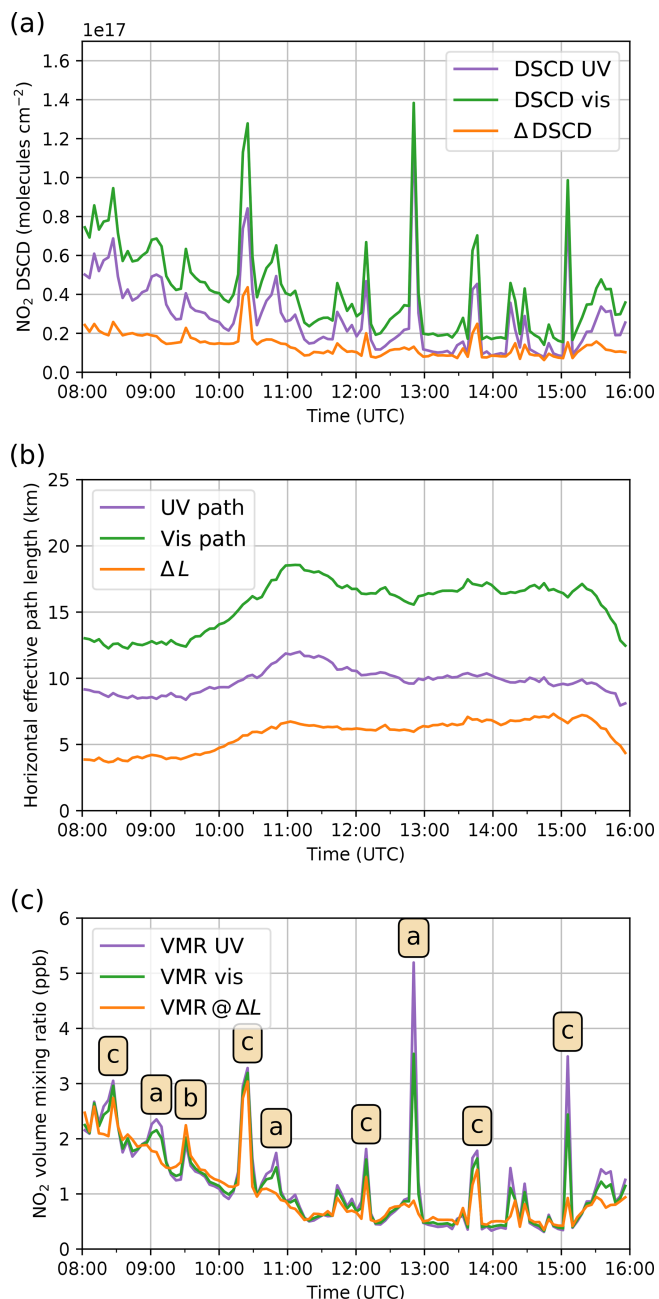 (a)
1e17
1.6
1.4
1.2
1.0
0.8
0.6
0.4
0.2
0.0
NO₂ DSCD (molecules cm⁻²)
DSCD UV
DSCD vis
Δ DSCD
08:00 09:00 10:00 11:00 12:00 13:00 14:00 15:00 16:00
Time (UTC)
(b)
25
20
15
10
5
0
Horizontal effective path length (km)
UV path
Vis path
Δ L
08:00 09:00 10:00 11:00 12:00 13:00 14:00 15:00 16:00
Time (UTC)
(c)
6
5
4
3
2
1
0
NO₂ volume mixing ratio (ppb)
VMR UV
VMR vis
VMR @ ΔL
c
a
b
c
a
c
a
c
c
08:00 09:00 10:00 11:00 12:00 13:00 14:00 15:00 16:00
Time (UTC)